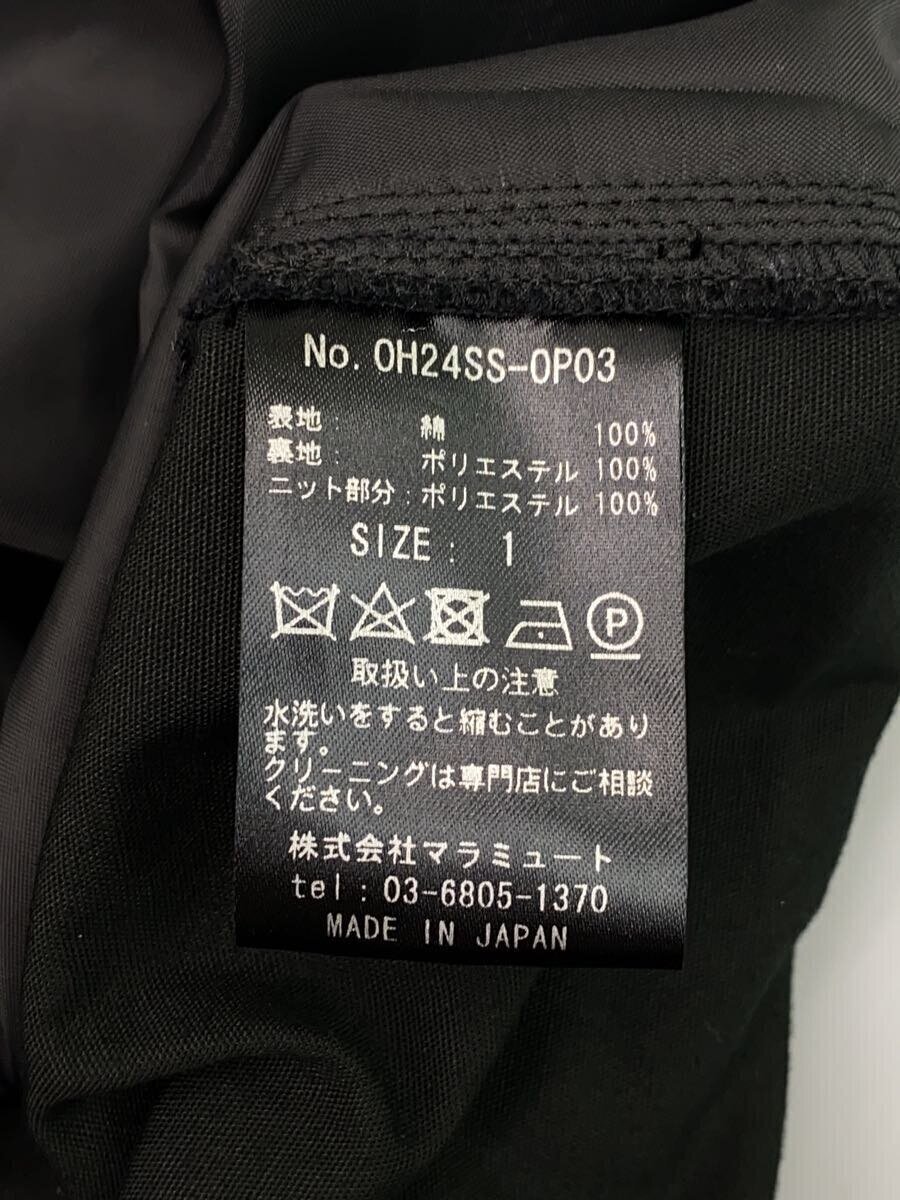 No. OH24SS-OP03
表地: 綿 100%
裏地: ポリエステル 100%
ニット部分:ポリエステル 100%
SIZE: 1
P
取扱い上の注意
水洗いをすると縮むことがあり
ます。
クリーニングは専門店にご相談
ください。
株式会社マラミュート
tel:03-6805-1370
MADE IN JAPAN